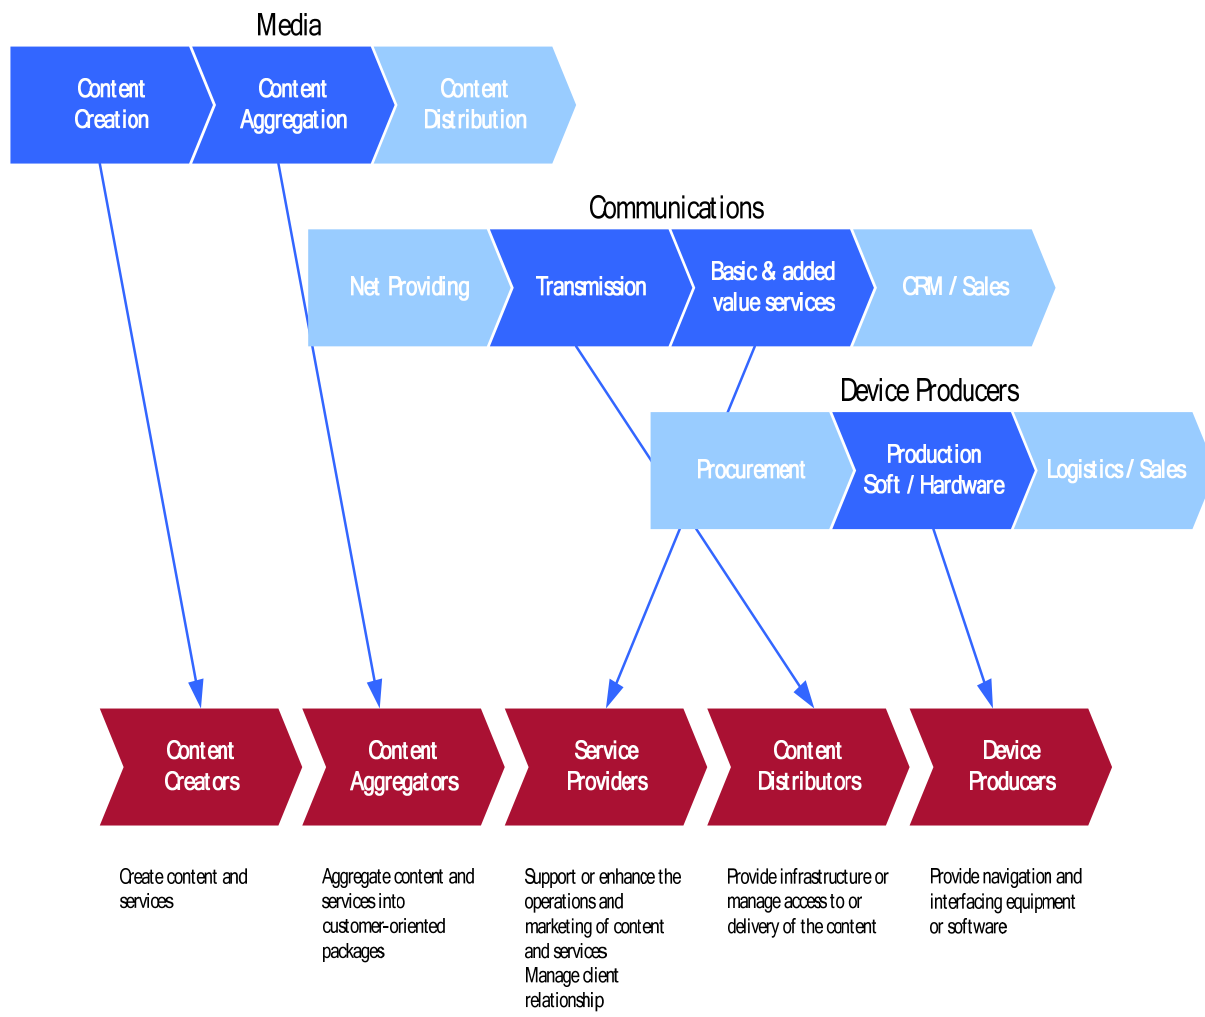 Media
Content
Creation
Content
Aggregation
Content
Distribution
Communications
Net Providing
Transmission
Basic & added
value services
CRM / Sales
Device Producers
Procurement
Production
Soft / Hardware
Logistics / Sales
Content
Creators
Content
Aggregators
Service
Providers
Content
Distributors
Device
Producers
Create content and
services
Aggregate content and
services into
customer-oriented
packages
Support or enhance the
operations and
marketing of content
and services
Manage client
relationship
Provide infrastructure or
manage access to or
delivery of the content
Provide navigation and
interfacing equipment
or software